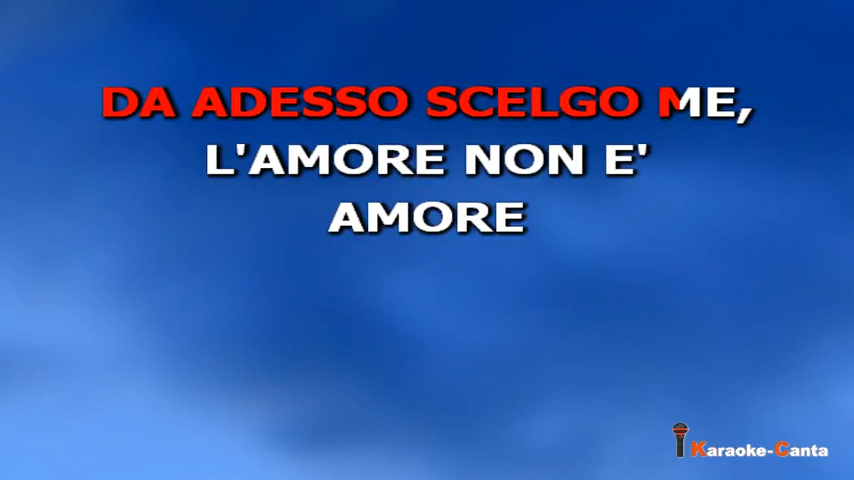 DA ADESSO SCELGO ME,
L'AMORE NON E'
AMORE
Karaoke-Canta